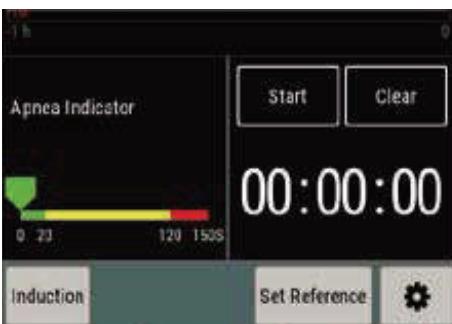 -1 h 0
Start Clear
Apnea Indicator
00:00:00
0 23 120 150S
Induction Set Reference